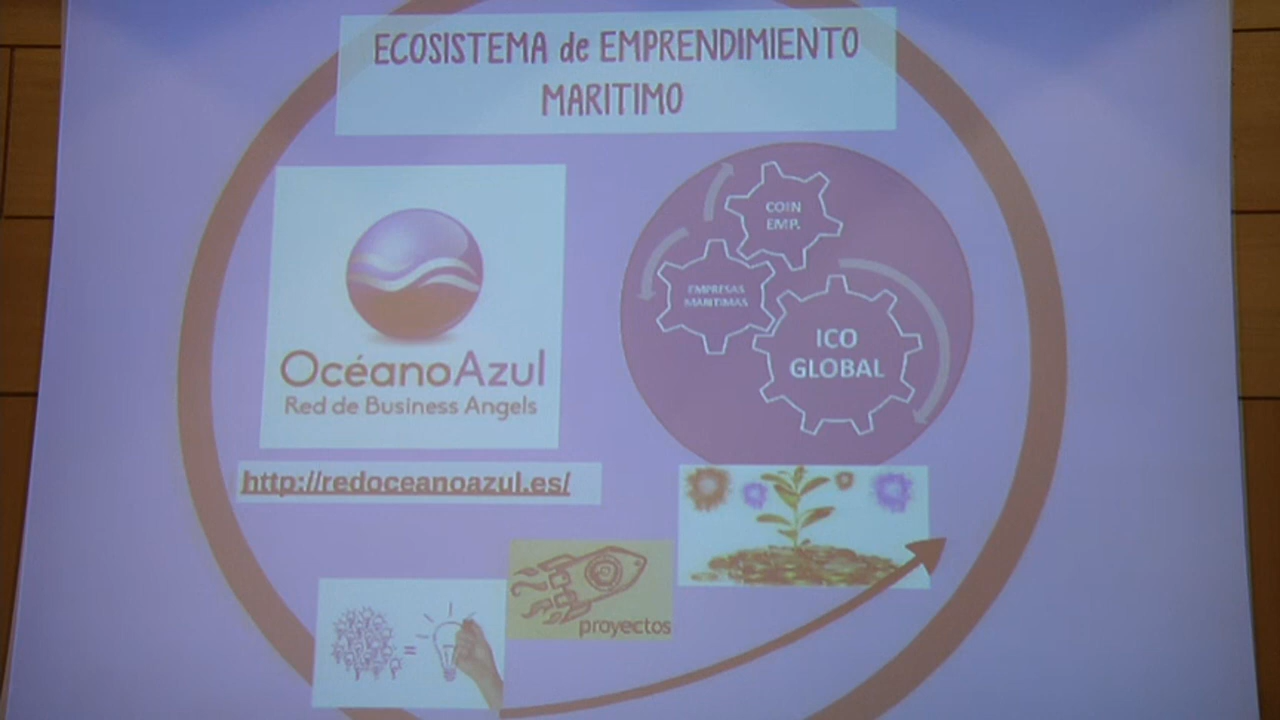 ECOSISTEMA de EMPRENDIMIENTO
MARITIMO
COIN
EMP.
EMPRESAS
MARITIMAS
ICO
GLOBAL
OcéanoAzul
Red de Business Angels
http://redoceanoazul.es/
proyectos
=